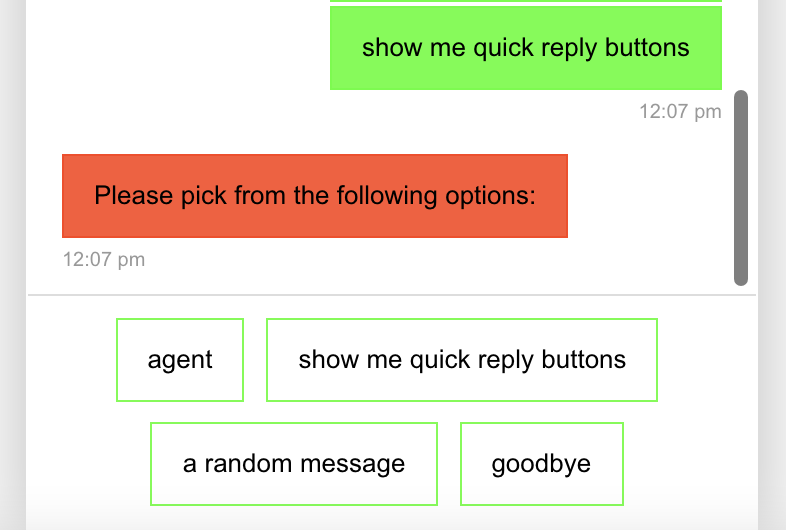 show me quick reply buttons
12:07 pm
Please pick from the following options:
12:07 pm
agent
show me quick reply buttons
a random message
goodbye